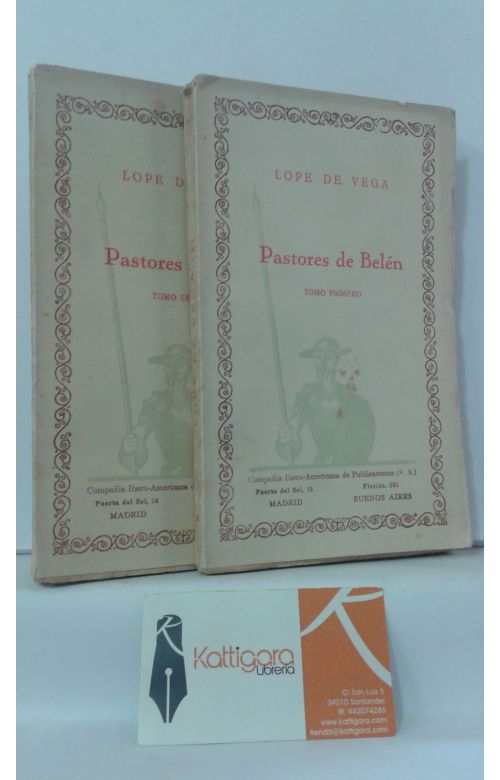 LOPE D
Pastores
TOMO SE
Compañía Ibero-Americana d
Puerta del Sol, 15
MADRID
LOPE DE VEGA
Pastores de Belén
TOMO PRIMERO
Compañía Ibero-Americana de Publicaciones (S. A.)
Puerta del Sol, 15 Florida, 251
MADRID BUENOS AIRES
Kattigara
Librería
C/ San Luis 5
39010 Santander
tlf: 942074286
www.kattigara.com
tienda@kattigara.com